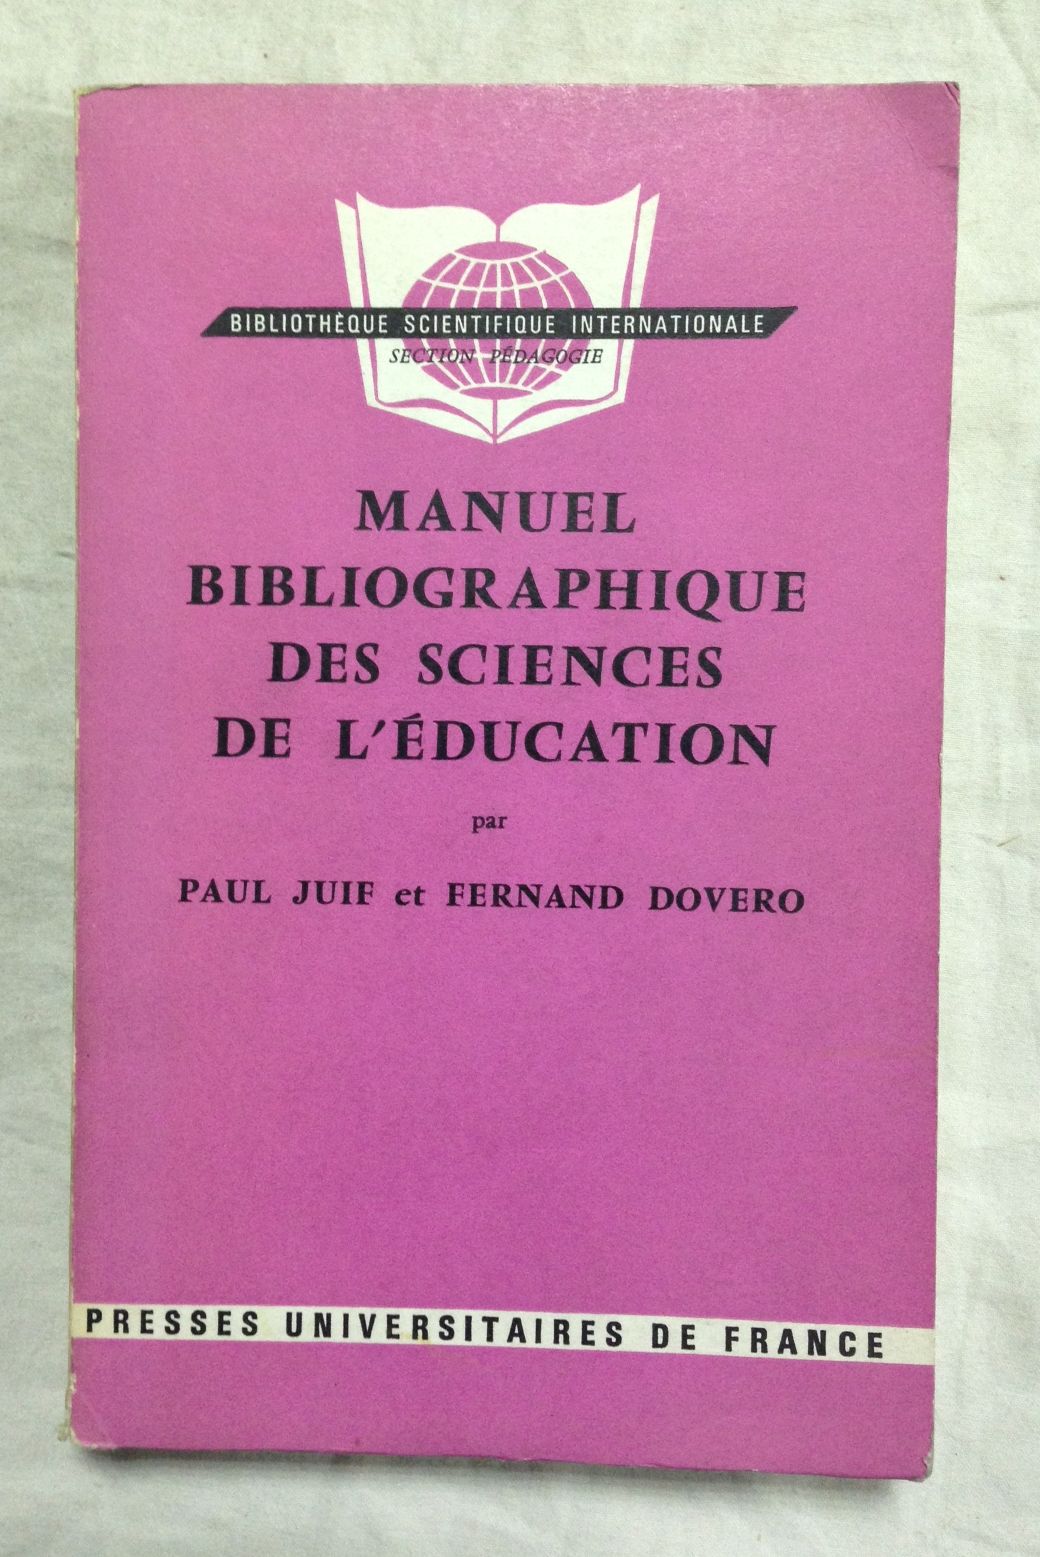 BIBLIOTHÈQUE SCIENTIFIQUE INTERNATIONALE
SECTION PÉDAGOGIE
MANUEL
BIBLIOGRAPHIQUE
DES SCIENCES
DE L'ÉDUCATION
par
PAUL JUIF et FERNAND DOVERO
PRESSES UNIVERSITAIRES DE FRANCE